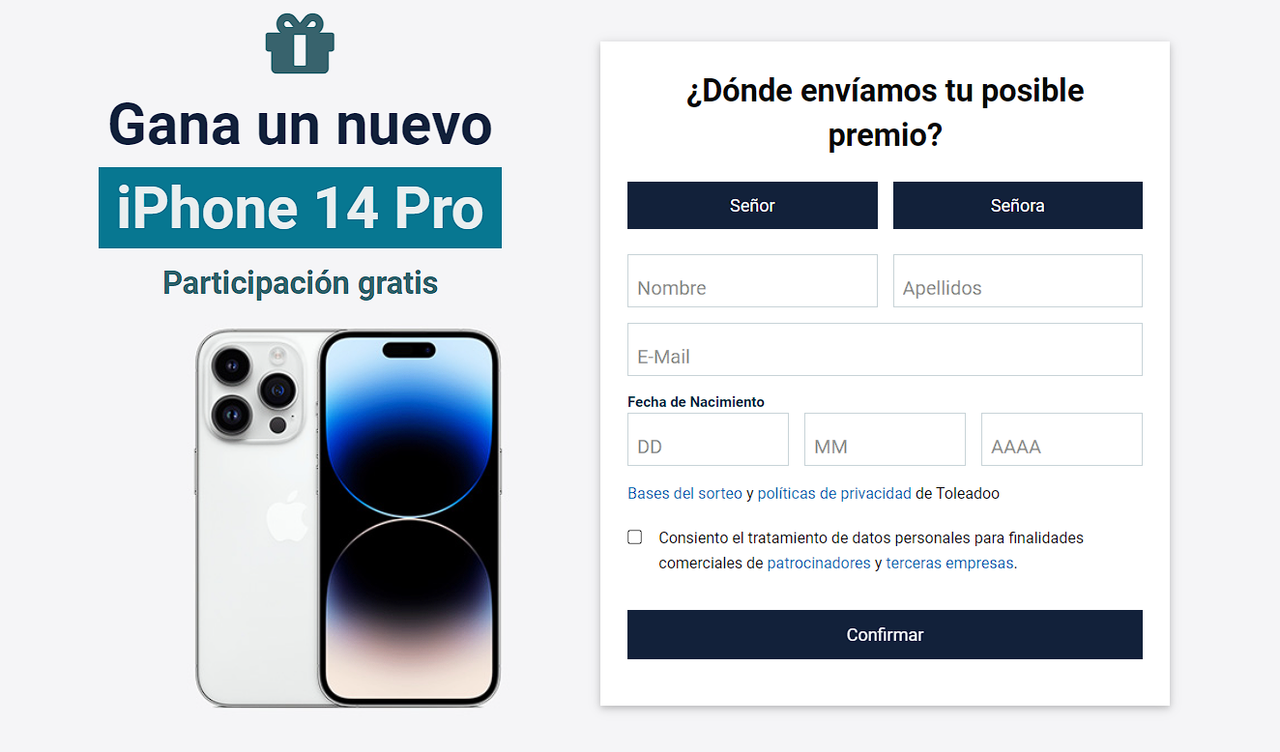 Gana un nuevo
iPhone 14 Pro
Participación gratis
¿Dónde envíamos tu posible
premio?
Señor
Señora
Nombre
Apellidos
E-Mail
Fecha de Nacimiento
DD
MM
AAAA
Bases del sorteo y políticas de privacidad de Toleadoo
Consiento el tratamiento de datos personales para finalidades
comerciales de patrocinadores y terceras empresas.
Confirmar